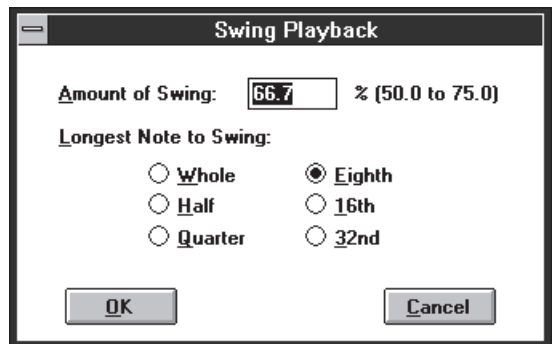 Swing Playback
Amount of Swing: 66.7 % (50.0 to 75.0)
Longest Note to Swing:
Whole Eighth
Half 16th
Quarter 32nd
OK Cancel